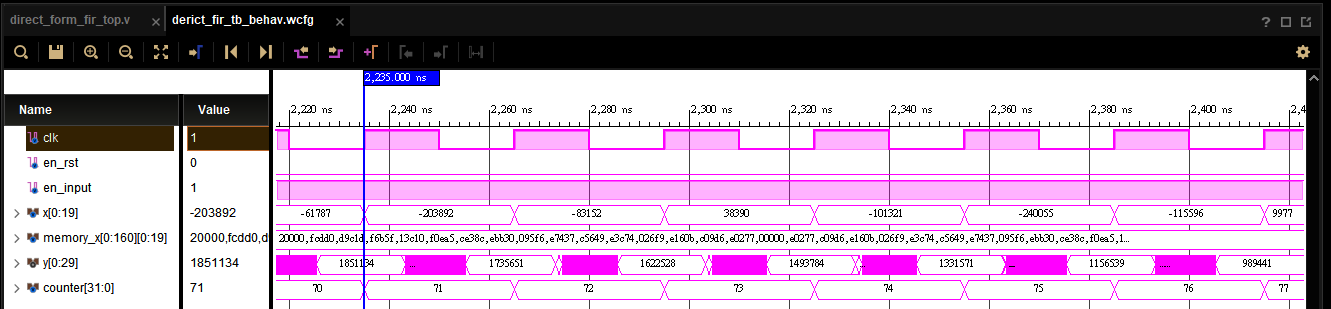 direct_form_fir_top.v × derict_fir_tb_behav.wcfg × ?
2,235.000 ns
2,220 ns 2,240 ns 2,260 ns 2,280 ns 2,300 ns 2,320 ns 2,340 ns 2,360 ns 2,380 ns 2,400 ns 2,4
Name Value
clk 1
en_rst 0
en_input 1
x[0:19] -203892 -61787 -203892 -83152 38390 -101321 -240055 -115596 9977
memory_x[0:160][0:19] 20000,fcdd0,d 20000,fcdd0,d9c1d,f6b5f,13c10,f0ea5,ce38c,ebb30,095f6,e7437,c5649,e3c74,026f9,e160b,c09d6,e0277,00000,e0277,c09d6,e160b,026f9,e3c74,c5649,e7437,095f6,ebb30,ce38c,f0ea5,1...
y[0:29] 1851134 1851134 ... 1735651 1622528 1493784 ... 1331571 ... 1156539 ... 989441
counter[31:0] 71 70 71 72 73 74 75 76 77